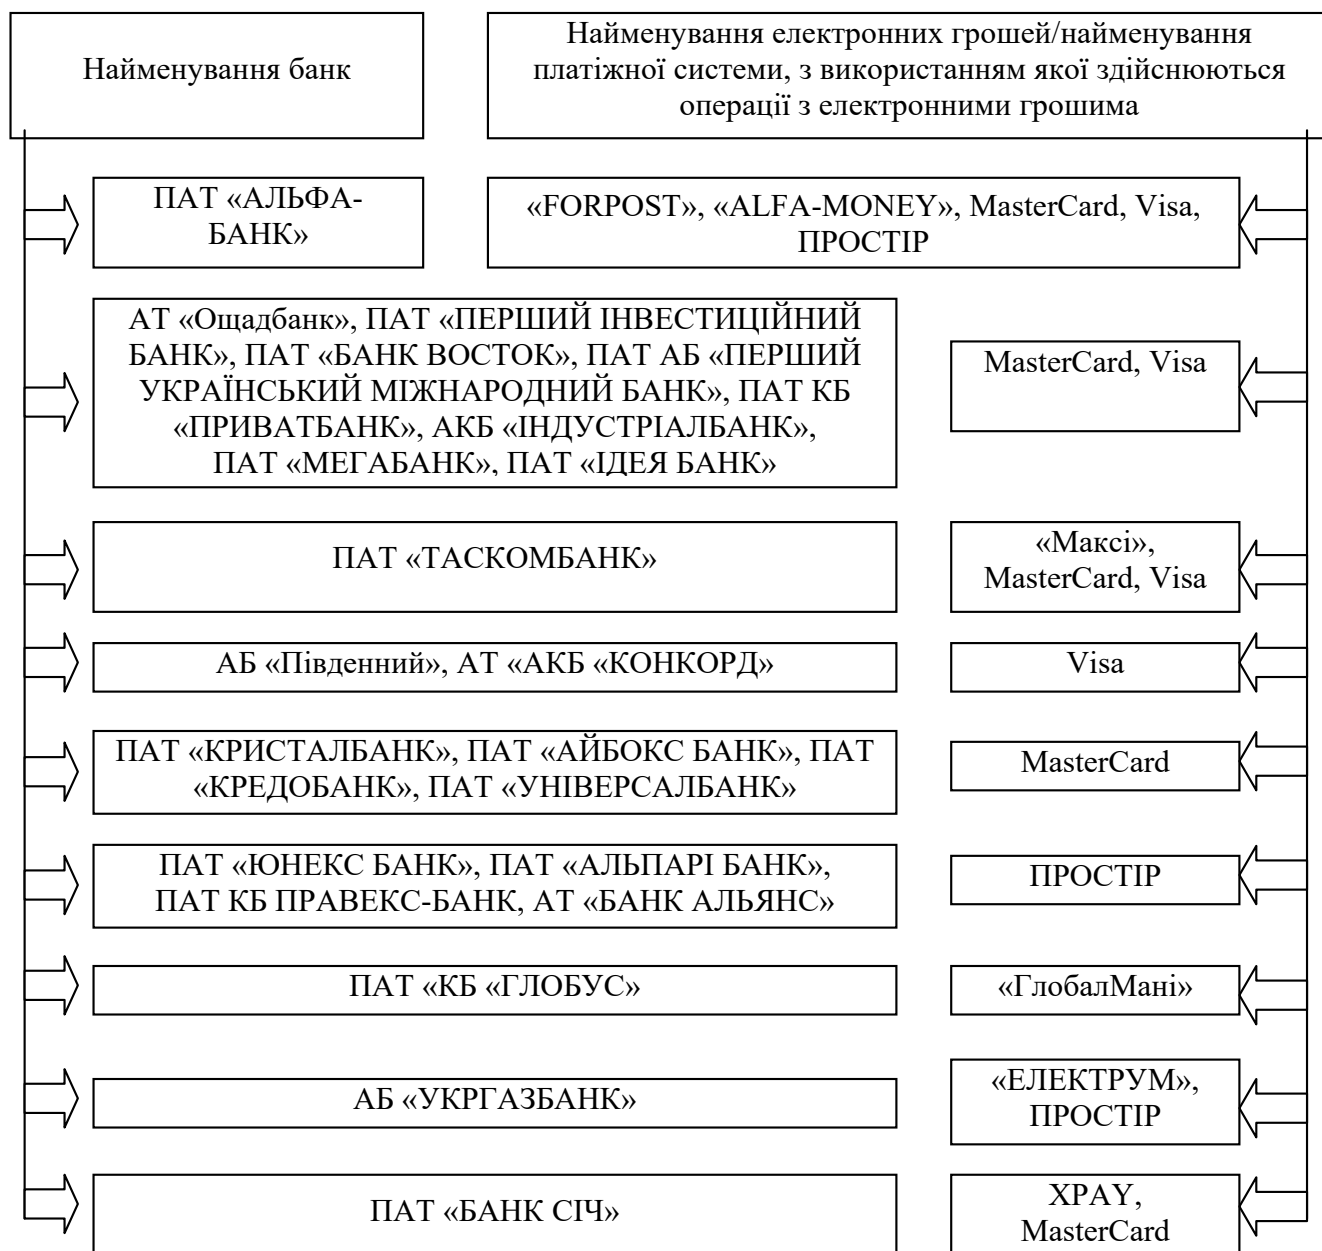 Найменування банк
Найменування електронних грошей/найменування
платіжної системи, з використанням якої здійснюються
операції з електронними грошима
ПАТ «АЛЬФА-
БАНК»
«FORPOST», «ALFA-MONEY», MasterCard, Visa,
ПРОСТІР
АТ «Ощадбанк», ПАТ «ПЕРШИЙ ІНВЕСТИЦІЙНИЙ
БАНК», ПАТ «БАНК ВОСТОК», ПАТ АБ «ПЕРШИЙ
УКРАЇНСЬКИЙ МІЖНАРОДНИЙ БАНК», ПАТ КБ
«ПРИВАТБАНК», АКБ «ІНДУСТРІАЛБАНК»,
ПАТ «МЕГАБАНК», ПАТ «ІДЕЯ БАНК»
MasterCard, Visa
ПАТ «ТАСКОМБАНК»
«Максі»,
MasterCard, Visa
АБ «Південний», АТ «АКБ «КОНКОРД»
Visa
ПАТ «КРИСТАЛБАНК», ПАТ «АЙБОКС БАНК», ПАТ
«КРЕДОБАНК», ПАТ «УНІВЕРСАЛБАНК»
MasterCard
ПАТ «ЮНЕКС БАНК», ПАТ «АЛЬПАРІ БАНК»,
ПАТ КБ ПРАВЕКС-БАНК, АТ «БАНК АЛЬЯНС»
ПРОСТІР
ПАТ «КБ «ГЛОБУС»
«ГлобалМані»
АБ «УКРГАЗБАНК»
«ЕЛЕКТРУМ»,
ПРОСТІР
ПАТ «БАНК СІЧ»
XPAY,
MasterCard